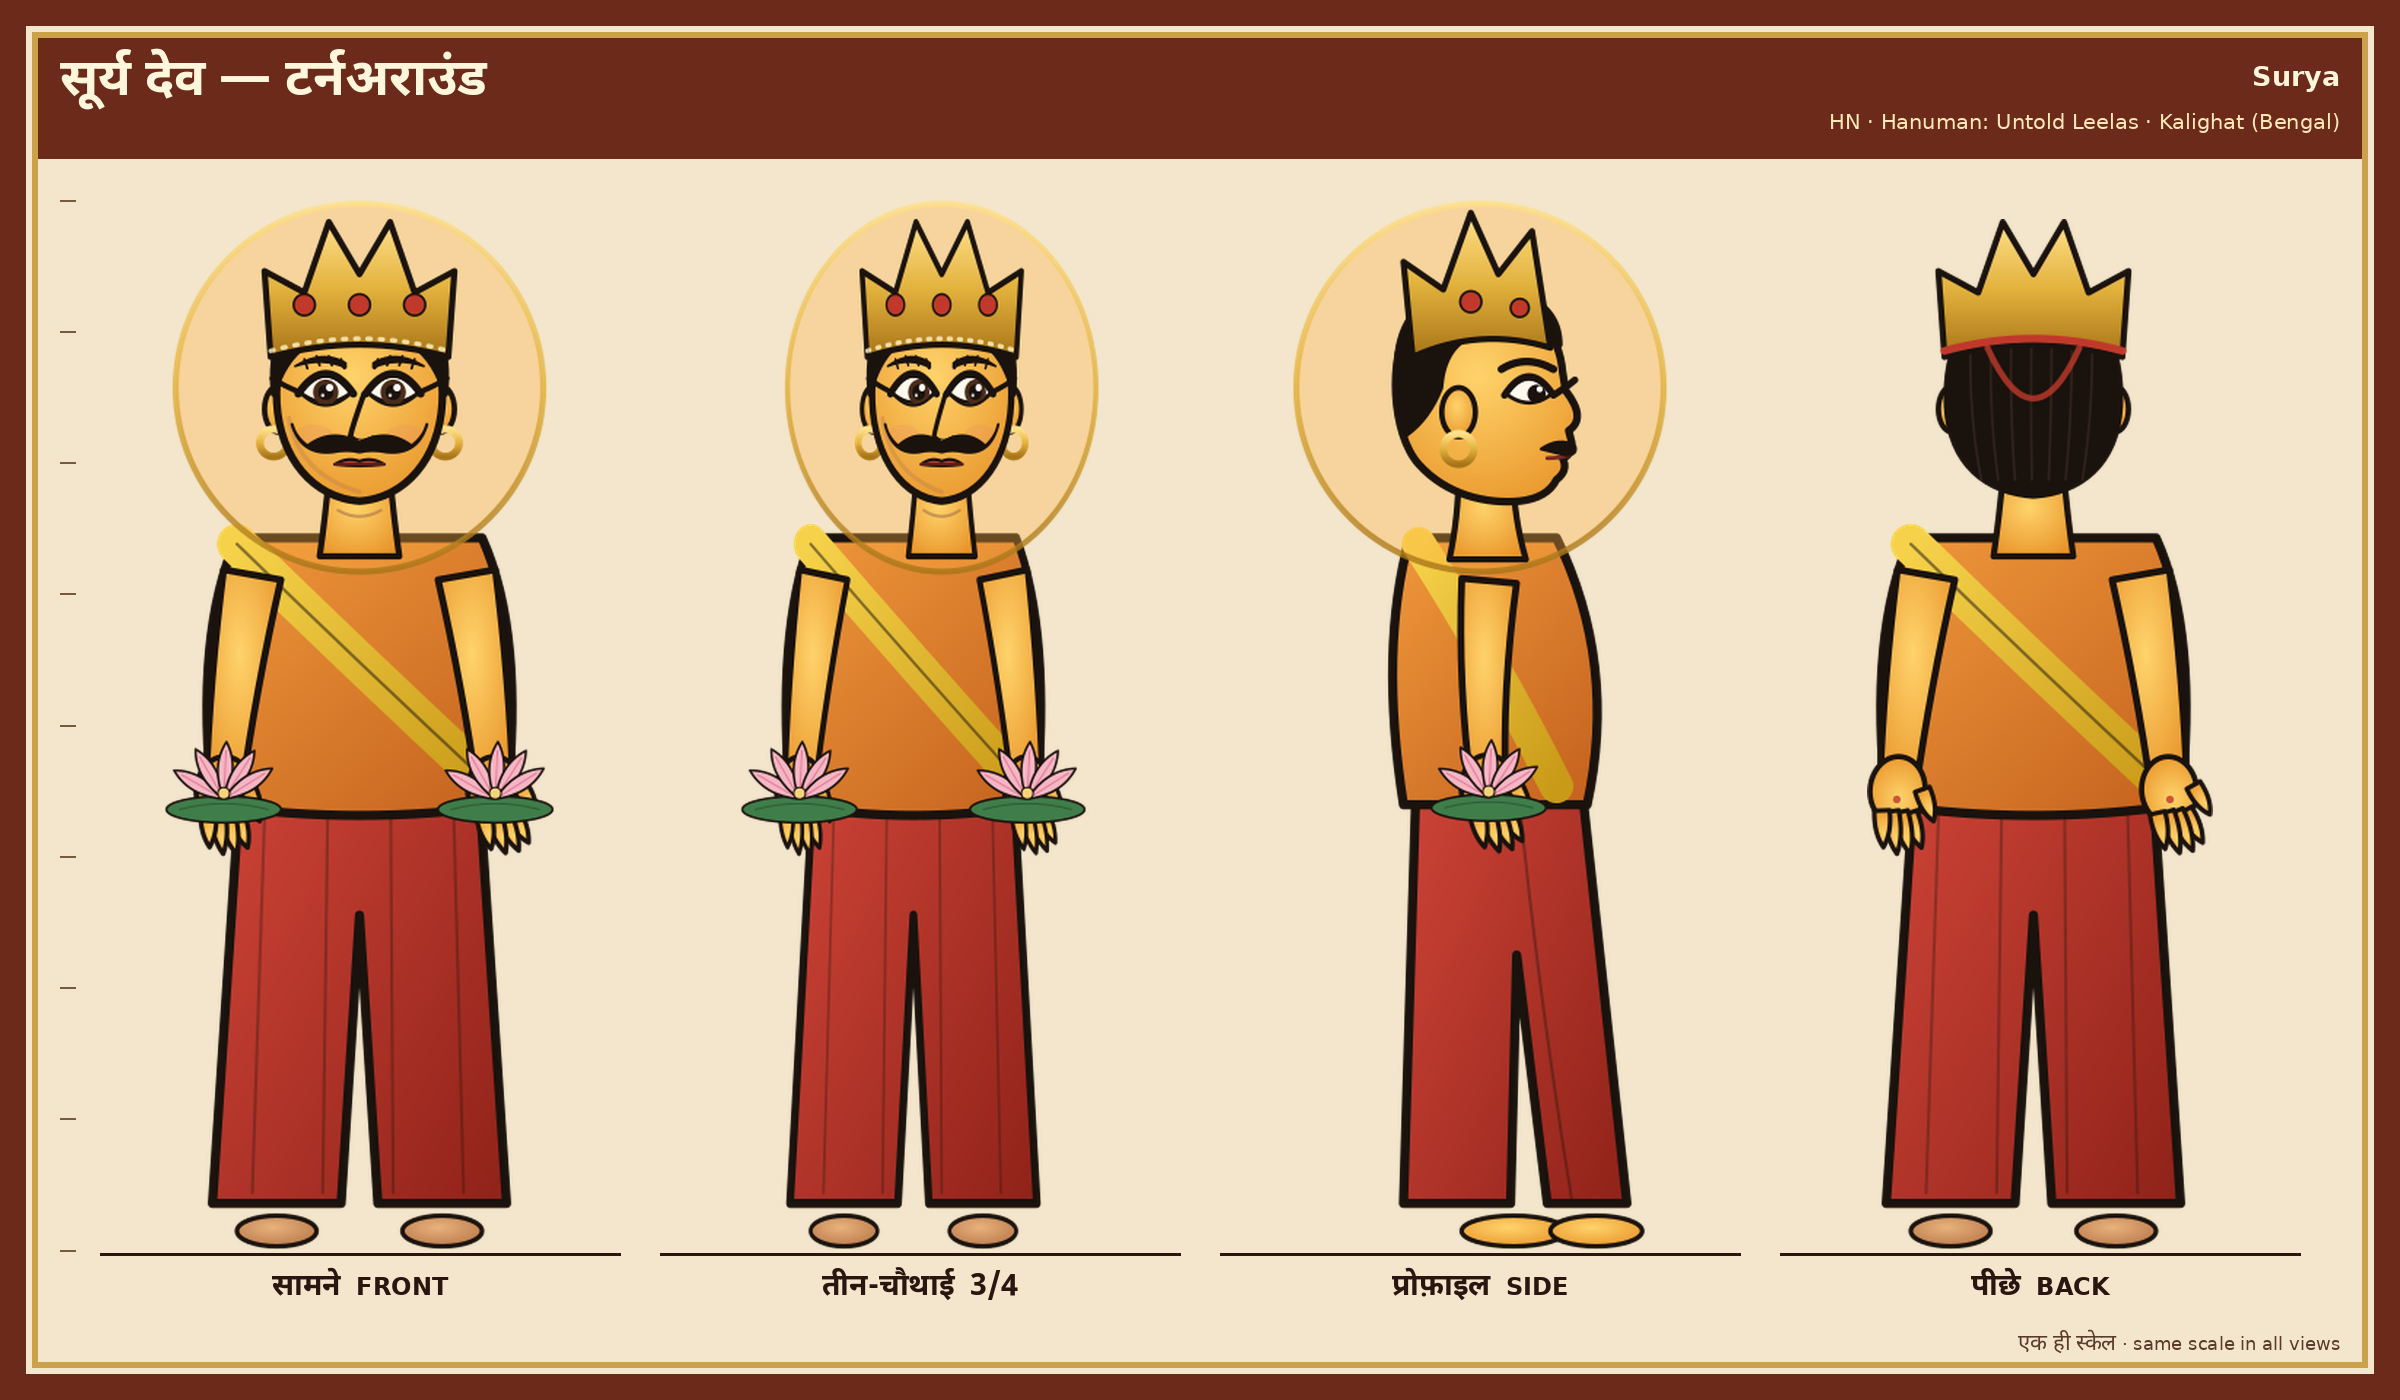 सूर्य देव — टर्नअराउंड
Surya
HN · Hanuman: Untold Leelas · Kalighat (Bengal)
सामने FRONT
तीन-चौथाई 3/4
प्रोफ़ाइल SIDE
पीछे BACK
एक ही स्केल · same scale in all views